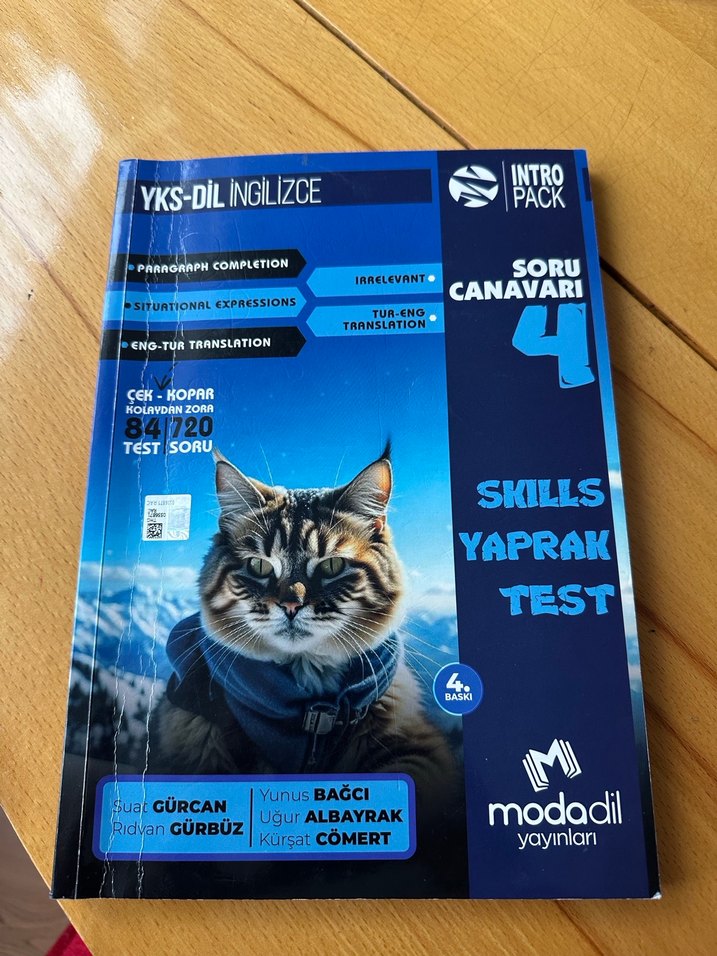 YKS-DİL İNGİLİZCE
INTRO
PACK
PARAGRAPH COMPLETION
IRRELEVANT
SITUATIONAL EXPRESSIONS
TUR-ENG
TRANSLATION
ENG-TUR TRANSLATION
SORU
CANAVARI
4
ÇEK - KOPAR
KOLAYDAN ZORA
84 720
TEST SORU
SKILLS
YAPRAK
TEST
4.
BASKI
Suat GÜRCAN
Rıdvan GÜRBÜZ
Yunus BAĞCI
Uğur ALBAYRAK
Kürşat CÖMERT
modadil
yayınları